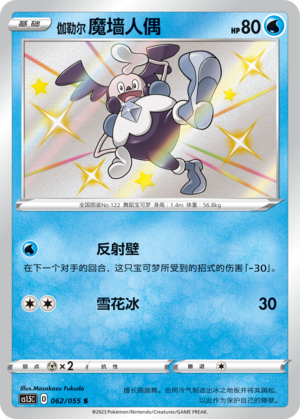 基础 伽勒尔 魔墙人偶 HP80
全国图鉴No.122 舞蹈宝可梦 身高:1.4m 体重:56.8kg
反射壁
在下一个对手的回合,这只宝可梦所受到的招式的伤害「-30」。
雪花冰 30
弱点 ×2 抗性 撤退
Illus. Masakazu Fukuda
cs1.5C D 062/055 S
擅长踢踏舞。会用冷气制造出冰之地板并将其踢起,
以此作为保护自己的障壁。
©2023 Pokémon/Nintendo/Creatures/GAME FREAK.